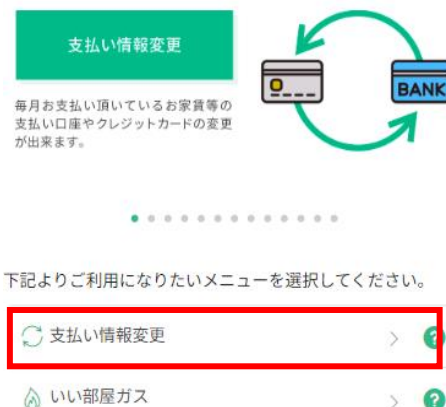 支払い情報変更
BANK
毎月お支払い頂いているお家賃等の
支払い口座やクレジットカードの変更
が出来ます。
下記よりご利用になりたいメニューを選択してください。
支払い情報変更 > ?
いい部屋ガス > ?